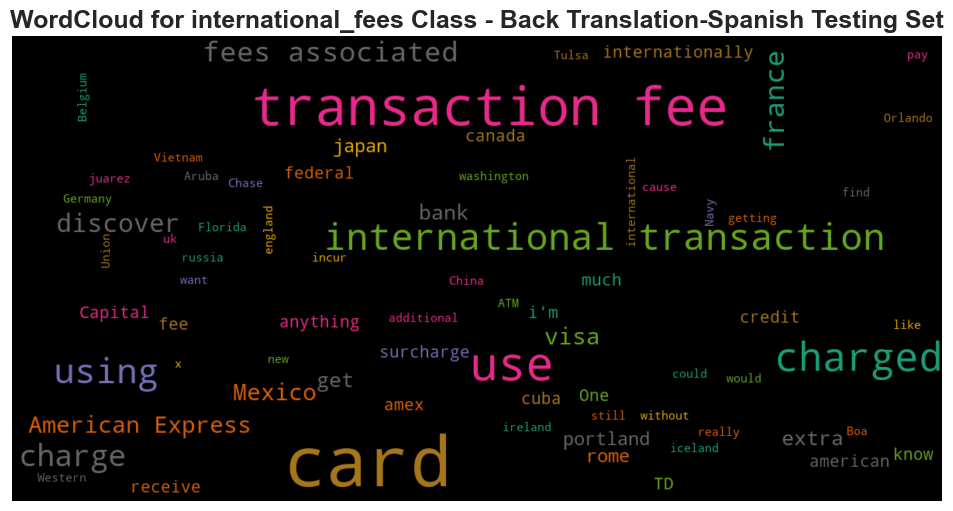 WordCloud for international_fees Class - Back Translation-Spanish Testing Set
fees associated
Tulsa
internationally
pay
france
Belgium
transaction fee
Orlando
canada
japan
Vietnam
federal
juarez
Aruba
Chase
washington
international
cause
find
Germany
discover
Florida
england
bank
Navy
getting
Union
uk
international transaction
russia
incur
want
China
much
ATM
Capital
fee
anything
additional
i'm
credit
like
visa
surcharge
new
x
using
use
charged
get
could
would
Mexico
amex
cuba
One
still
without
American Express
ireland
portland
really
extra
Boa
charge
card
rome
iceland
american
know
Western
receive
TD